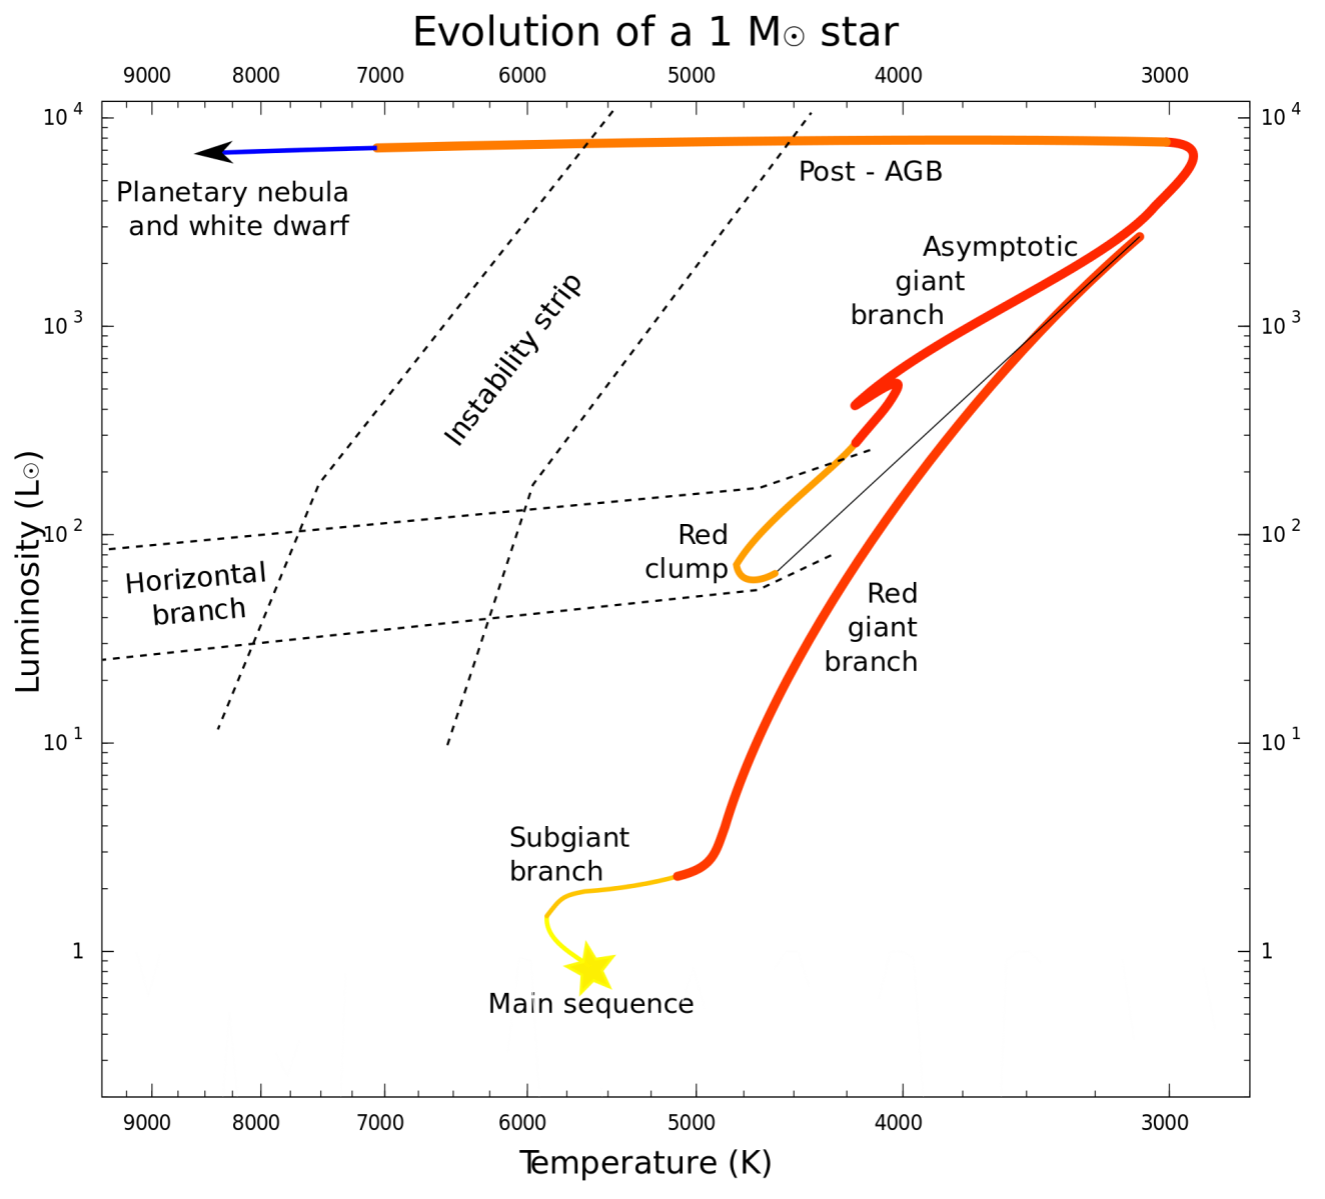 Evolution of a 1 M☉ star
9000 8000 7000 6000 5000 4000 3000
10⁴ 10⁴
Post - AGB
Planetary nebula
and white dwarf
Asymptotic
giant
branch
10³ 10³
Instability strip
Luminosity (L☉)
10² 10²
Red
clump
Horizontal
branch
Red
giant
branch
10¹ 10¹
Subgiant
branch
1 1
Main sequence
9000 8000 7000 6000 5000 4000 3000
Temperature (K)